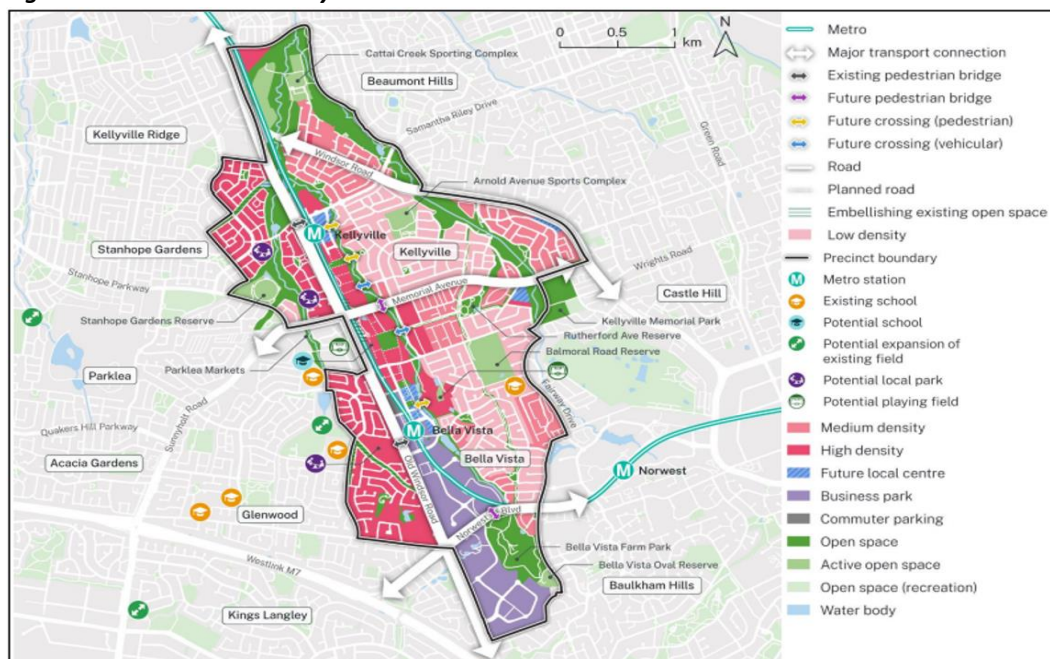 N
0 0.5 1
km
Cattai Creek Sporting Complex
Beaumont Hills
Samantha Riley Drive
Green Road
Kellyville Ridge
Windsor Road
Arnold Avenue Sports Complex
M Kellyville
Kellyville
Stanhope Gardens
Wrights Road
Stanhope Parkway
Memorial Avenue
Castle Hill
Stanhope Gardens Reserve
Kellyville Memorial Park
Rutherford Ave Reserve
Balmoral Road Reserve
Parklea Markets
Parklea
Fairway Drive
Sunnyholt Road
Quakers Hill Parkway
M Bella Vista
Acacia Gardens
Bella Vista
M Norwest
Old Windsor Road
Glenwood
Norwest Blvd
Bella Vista Farm Park
Westlink M7
Bella Vista Oval Reserve
Baulkham Hills
Kings Langley
Metro
Major transport connection
Existing pedestrian bridge
Future pedestrian bridge
Future crossing (pedestrian)
Future crossing (vehicular)
Road
Planned road
Embellishing existing open space
Low density
Precinct boundary
M Metro station
Existing school
Potential school
Potential expansion of
existing field
Potential local park
Potential playing field
Medium density
High density
Future local centre
Business park
Commuter parking
Open space
Active open space
Open space (recreation)
Water body